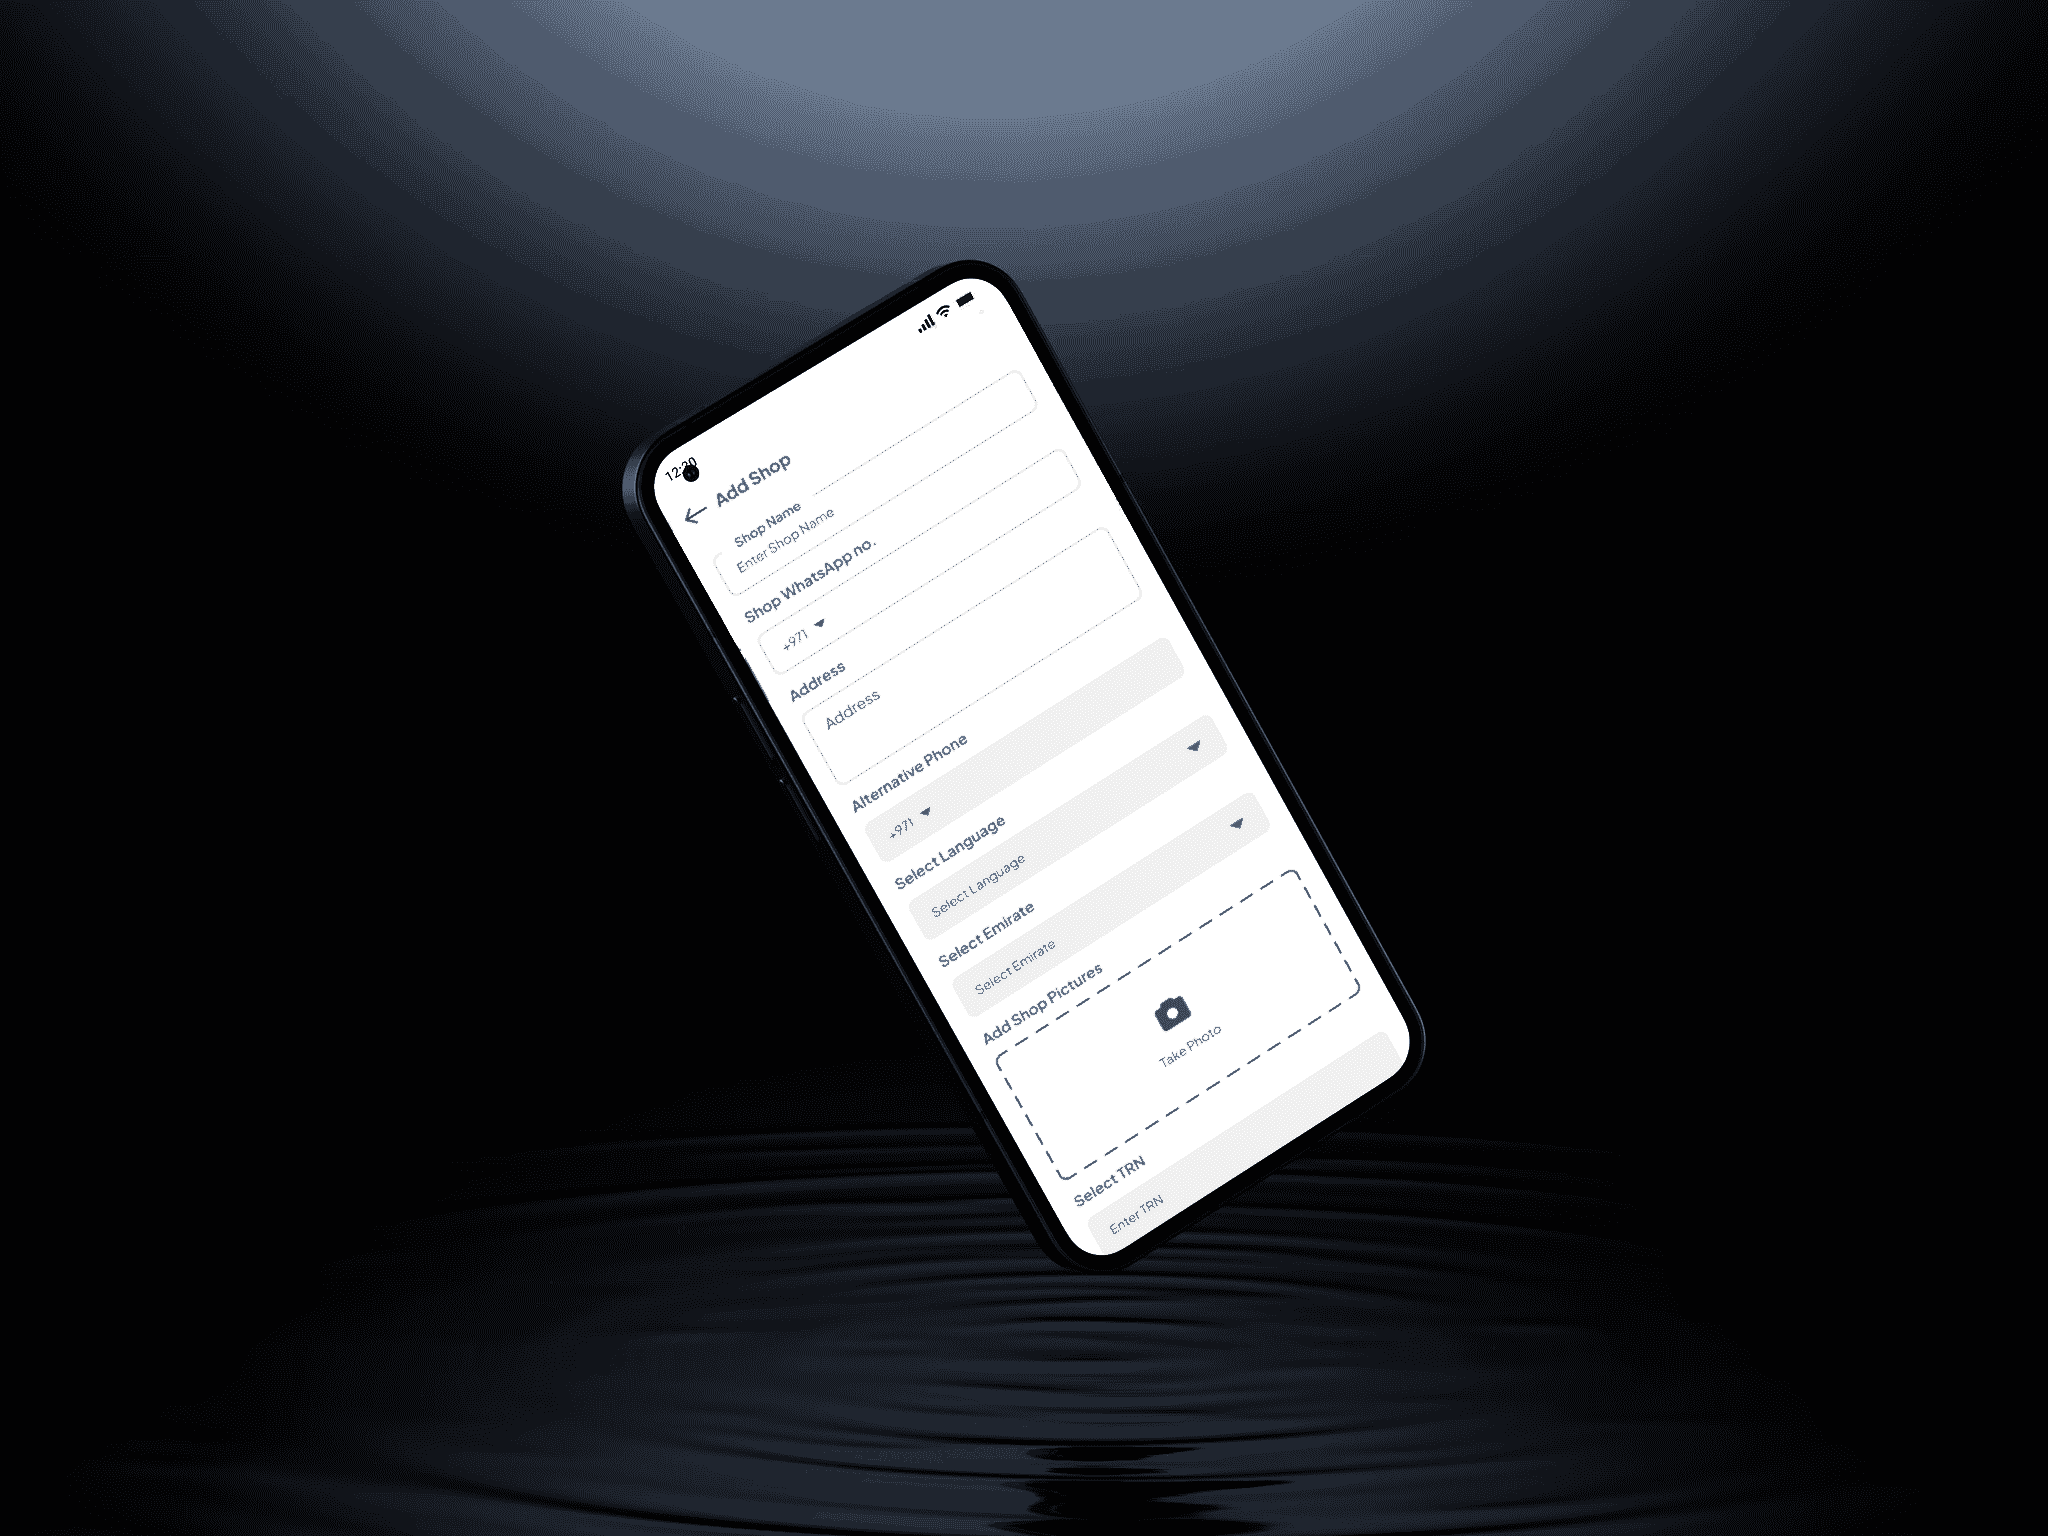 12:20
Add Shop
Shop Name
Enter Shop Name
Shop WhatsApp no.
+971
Address
Address
Alternative Phone
+971
Select Language
Select Language
Select Emirate
Select Emirate
Add Shop Pictures
Take Photo
Select TRN
Enter TRN